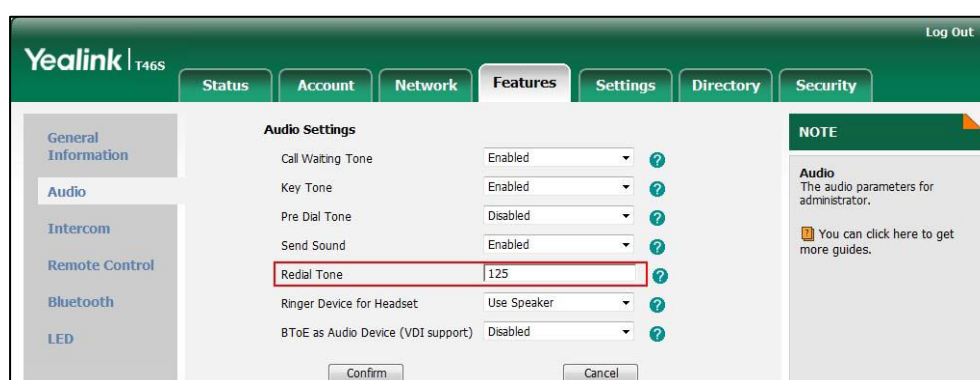 Log Out
Yealink T46S
Status Account Network Features Settings Directory Security
General
Information
Audio
Intercom
Remote Control
Bluetooth
LED
Audio Settings
Call Waiting Tone Enabled ?
Key Tone Enabled ?
Pre Dial Tone Disabled ?
Send Sound Enabled ?
Redial Tone 125 ?
Ringer Device for Headset Use Speaker ?
BToE as Audio Device (VDI support) Disabled ?
Confirm Cancel
NOTE
Audio
The audio parameters for
administrator.
? You can click here to get
more guides.